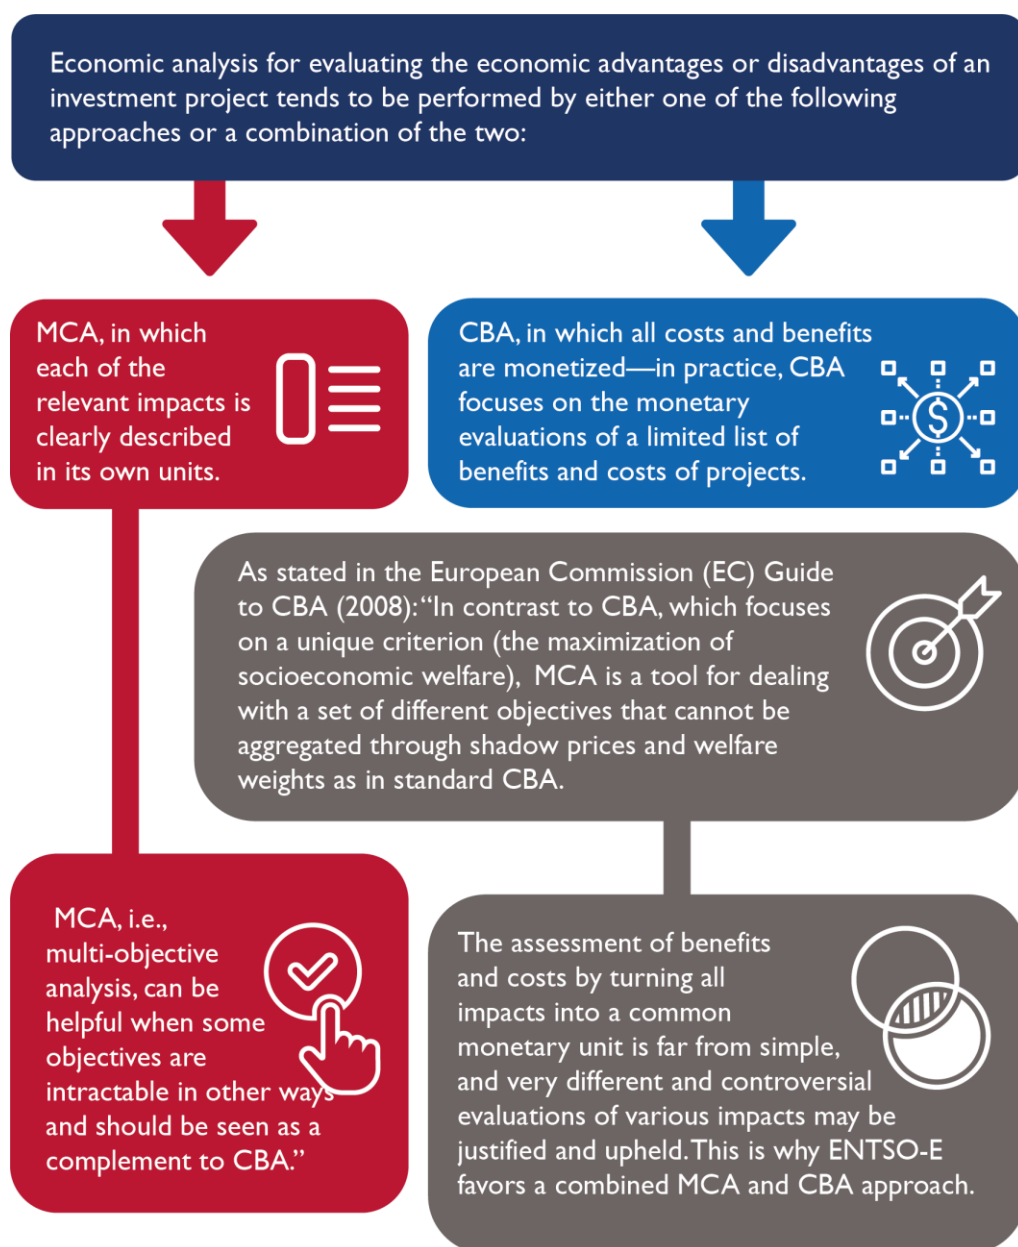 Economic analysis for evaluating the economic advantages or disadvantages of an
investment project tends to be performed by either one of the following
approaches or a combination of the two:
MCA, in which
each of the
relevant impacts is
clearly described
in its own units.
CBA, in which all costs and benefits
are monetized—in practice, CBA
focuses on the monetary
evaluations of a limited list of
benefits and costs of projects.
$
As stated in the European Commission (EC) Guide
to CBA (2008): “In contrast to CBA, which focuses
on a unique criterion (the maximization of
socioeconomic welfare), MCA is a tool for dealing
with a set of different objectives that cannot be
aggregated through shadow prices and welfare
weights as in standard CBA.
MCA, i.e.,
multi-objective
analysis, can be
helpful when some
objectives are
intractable in other ways
and should be seen as a
complement to CBA.”
The assessment of benefits
and costs by turning all
impacts into a common
monetary unit is far from simple,
and very different and controversial
evaluations of various impacts may be
justified and upheld. This is why ENTSO-E
favors a combined MCA and CBA approach.